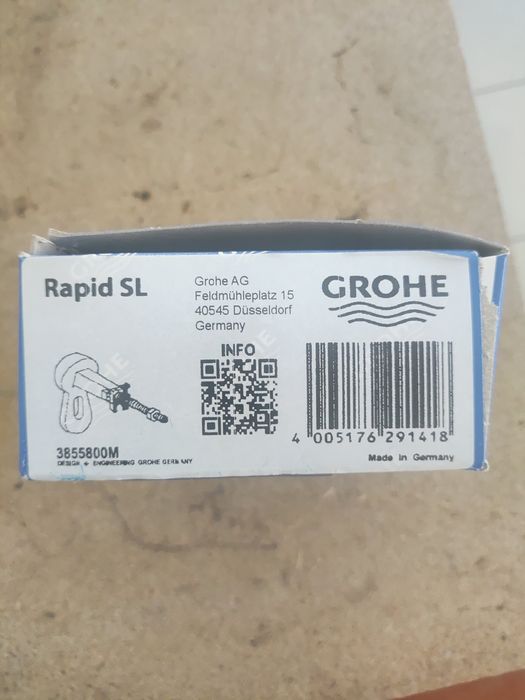 Rapid SL
Grohe AG
Feldmühleplatz 15
40545 Düsseldorf
Germany
GROHE
INFO
3855800M
DESIGN + ENGINEERING GROHE GERMANY
4 005176 291418
Made in Germany